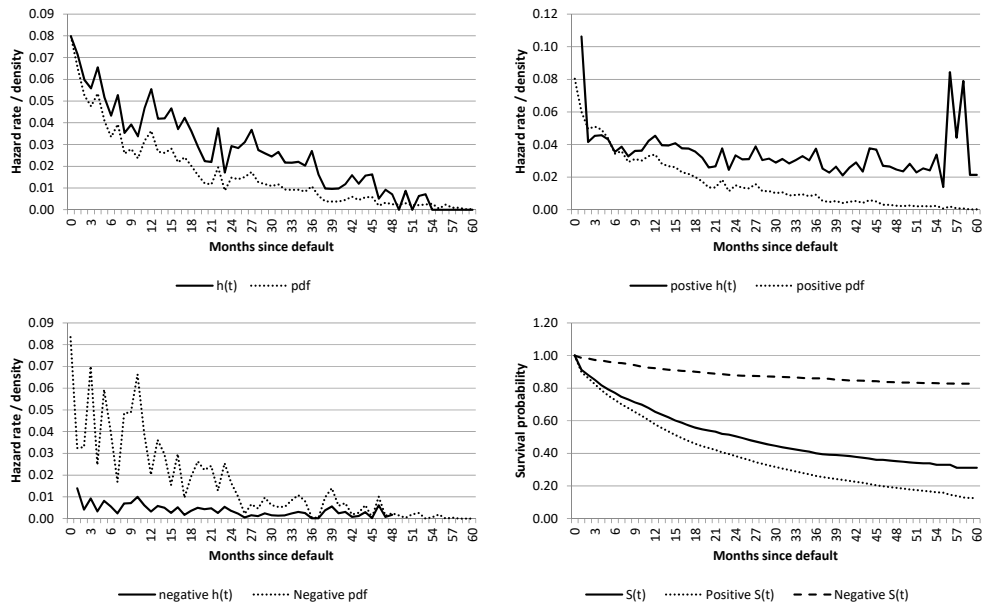 Hazard rate / density
0.09
0.08
0.07
0.06
0.05
0.04
0.03
0.02
0.01
0.00
0 3 6 9 12 15 18 21 24 27 30 33 36 39 42 45 48 51 54 57 60
Months since default
h(t) pdf
Hazard rate / density
0.12
0.10
0.08
0.06
0.04
0.02
0.00
0 3 6 9 12 15 18 21 24 27 30 33 36 39 42 45 48 51 54 57 60
Months since default
postive h(t) positive pdf
Hazard rate / density
0.09
0.08
0.07
0.06
0.05
0.04
0.03
0.02
0.01
0.00
0 3 6 9 12 15 18 21 24 27 30 33 36 39 42 45 48 51 54 57 60
Months since default
negative h(t) Negative pdf
Survival probability
1.20
1.00
0.80
0.60
0.40
0.20
0.00
0 3 6 9 12 15 18 21 24 27 30 33 36 39 42 45 48 51 54 57 60
Months since default
S(t) Positive S(t) Negative S(t)